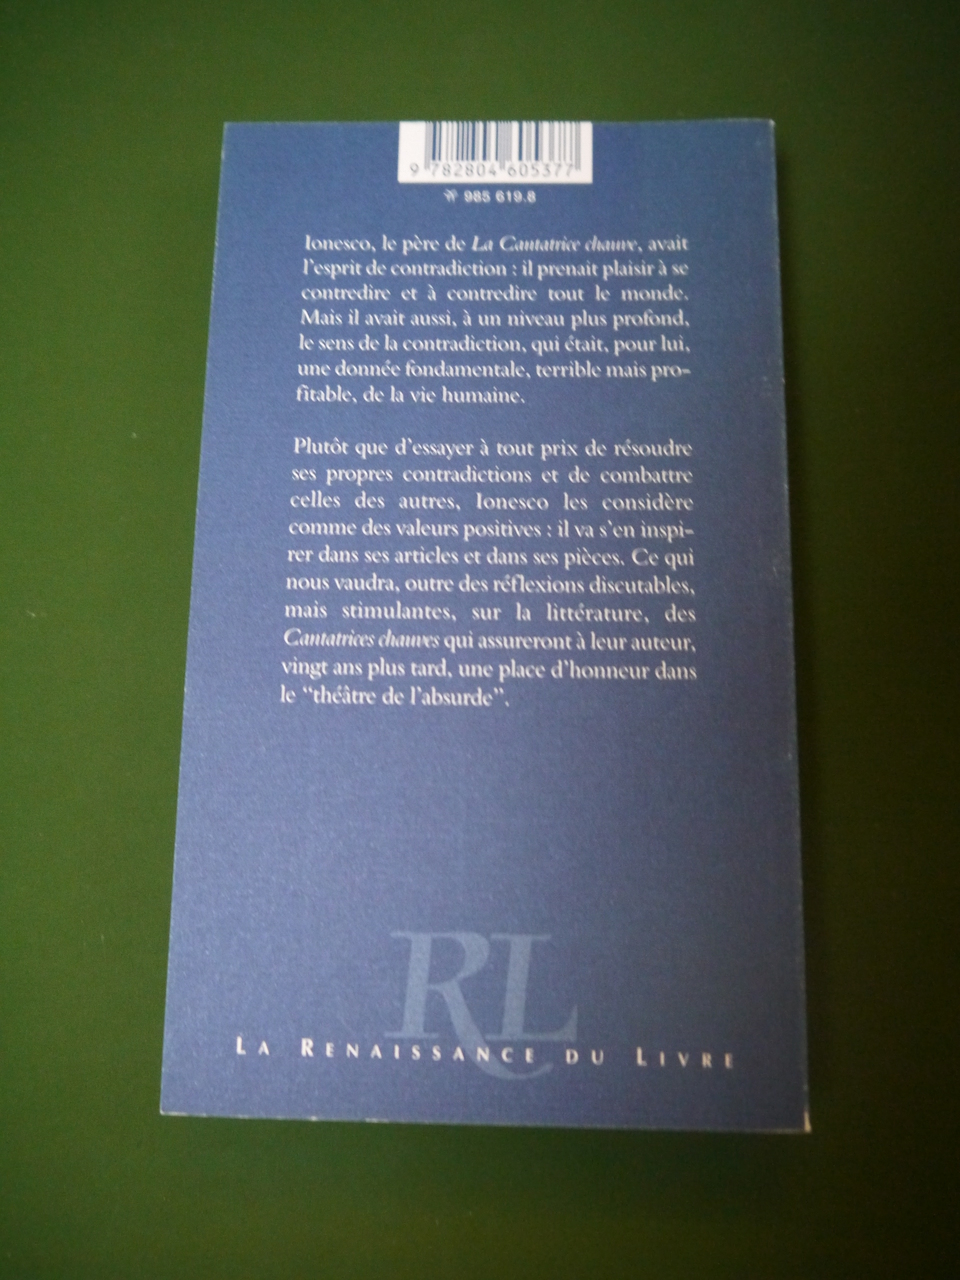 9 782804 605377
985 619.8
Ionesco, le père de La Cantatrice chauve, avait
l'esprit de contradiction : il prenait plaisir à se
contredire et à contredire tout le monde.
Mais il avait aussi, à un niveau plus profond,
le sens de la contradiction, qui était, pour lui,
une donnée fondamentale, terrible mais pro-
fitable, de la vie humaine.
Plutôt que d'essayer à tout prix de résoudre
ses propres contradictions et de combattre
celles des autres, Ionesco les considère
comme des valeurs positives : il va s'en inspi-
rer dans ses articles et dans ses pièces. Ce qui
nous vaudra, outre des réflexions discutables,
mais stimulantes, sur la littérature, des
Cantatrices chauves qui assureront à leur auteur,
vingt ans plus tard, une place d'honneur dans
le "théâtre de l'absurde".
RL
LA RENAISSANCE DU LIVRE